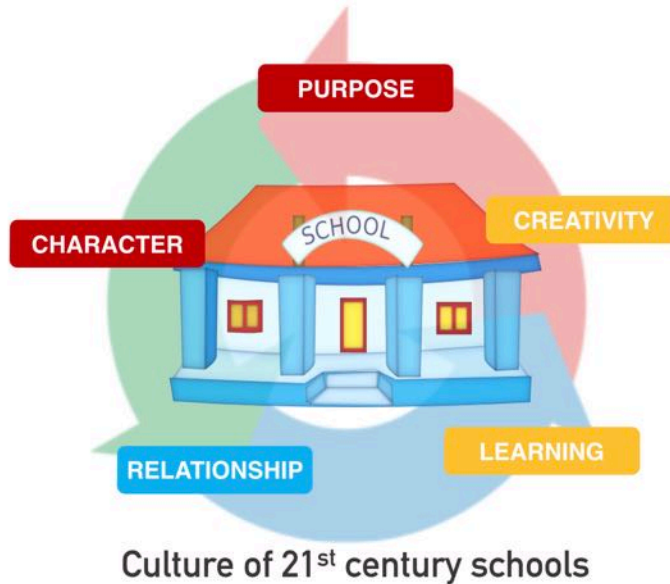 PURPOSE
SCHOOL
CREATIVITY
CHARACTER
LEARNING
RELATIONSHIP
Culture of 21st century schools